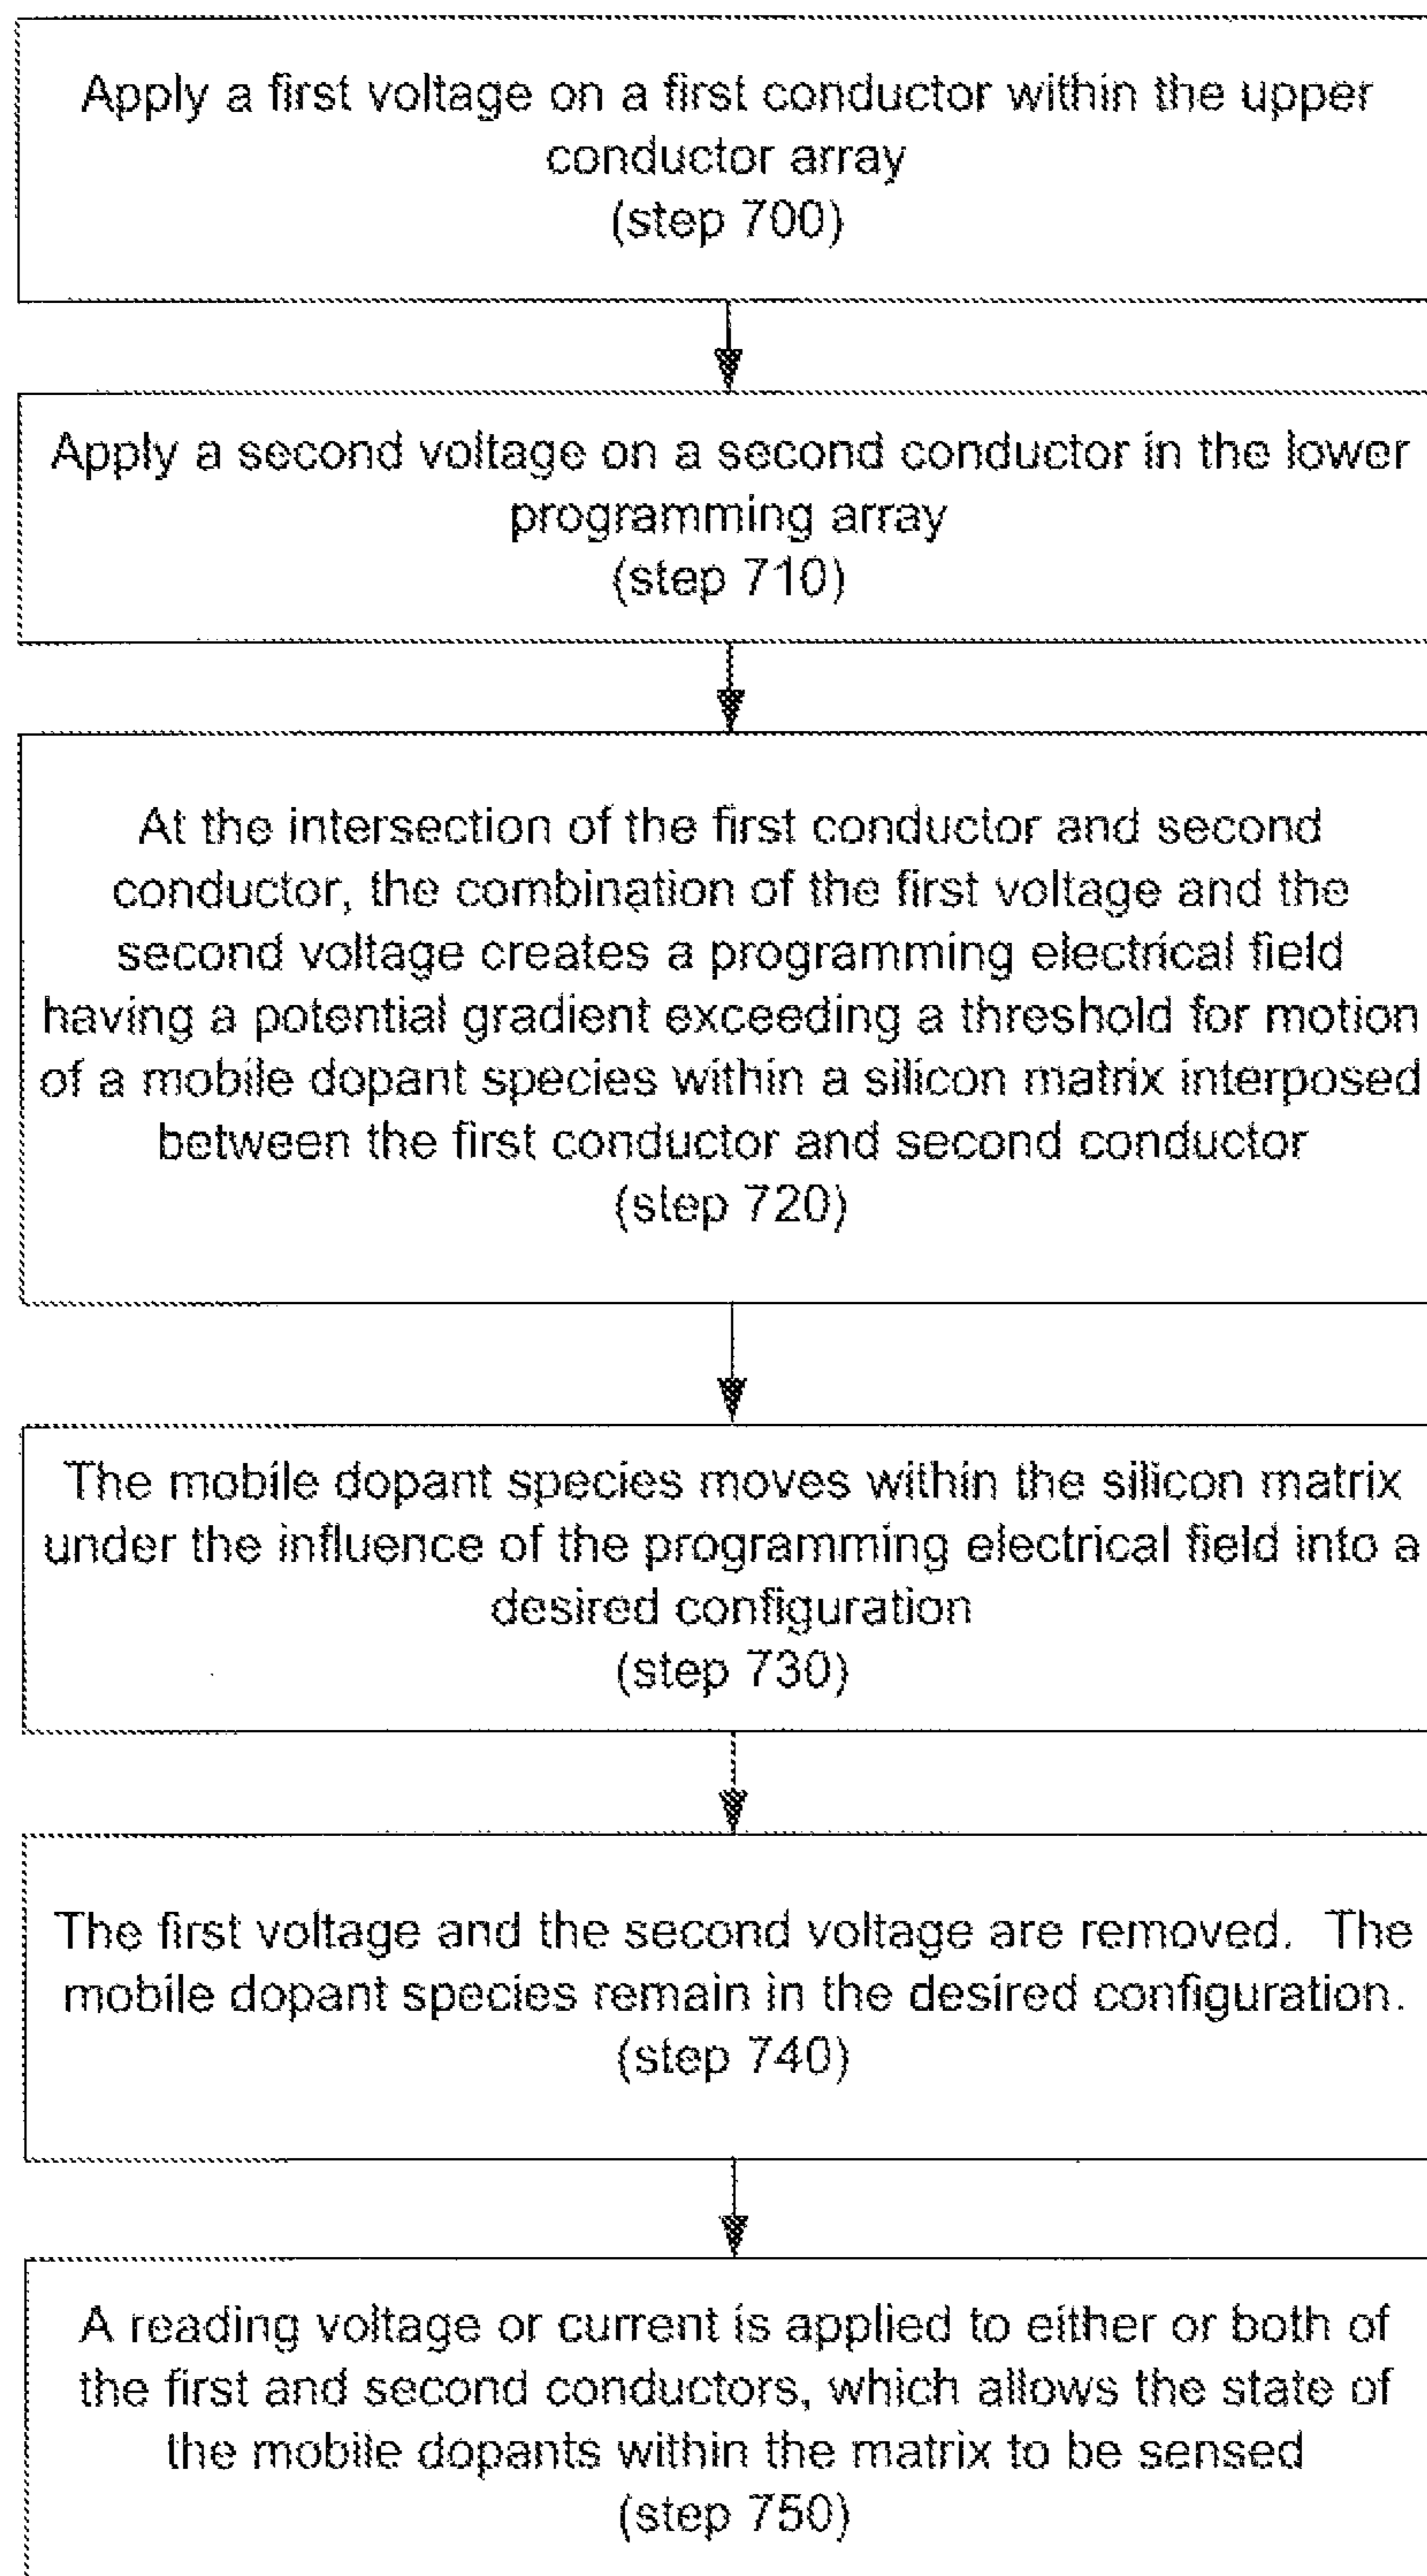 Apply a first voltage on a first conductor within the upper
conductor array
(step 700)
Apply a second voltage on a second conductor in the lower
programming array
(step 710)
At the intersection of the first conductor and second
conductor, the combination of the first voltage and the
second voltage creates a programming electrical field
having a potential gradient exceeding a threshold for motion
of a mobile dopant species within a silicon matrix interposed
between the first conductor and second conductor
(step 720)
The mobile dopant species moves within the silicon matrix
under the influence of the programming electrical field into a
desired configuration
(step 730)
The first voltage and the second voltage are removed. The
mobile dopant species remain in the desired configuration.
(step 740)
A reading voltage or current is applied to either or both of
the first and second conductors, which allows the state of
the mobile dopants within the matrix to be sensed
(step 750)